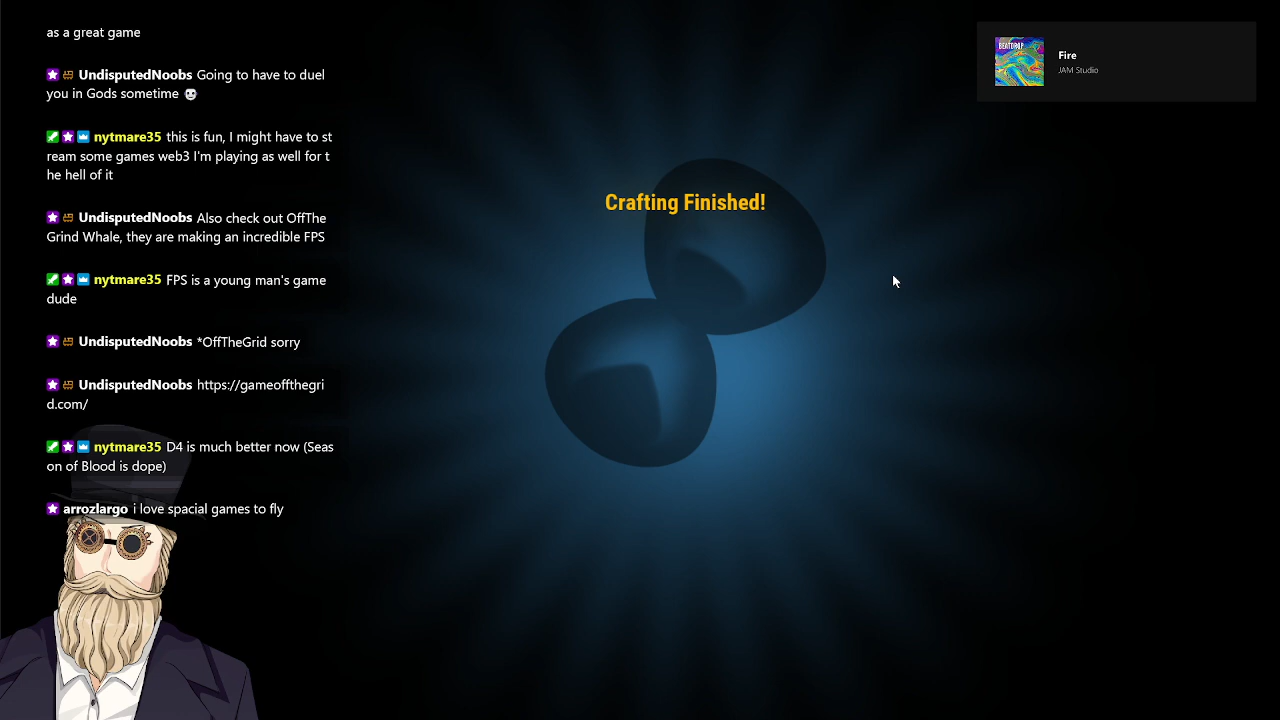 as a great game
UndisputedNoobs Going to have to duel
you in Gods sometime
nytmare35 this is fun, I might have to st
ream some games web3 I'm playing as well for t
he hell of it
UndisputedNoobs Also check out OffThe
Grind Whale, they are making an incredible FPS
nytmare35 FPS is a young man's game
dude
UndisputedNoobs *OffTheGrid sorry
UndisputedNoobs https://gameoffthegri
d.com/
nytmare35 D4 is much better now (Seas
on of Blood is dope)
arrozlargo i love spacial games to fly
Crafting Finished!
BEATDROP
Fire
JAM Studio